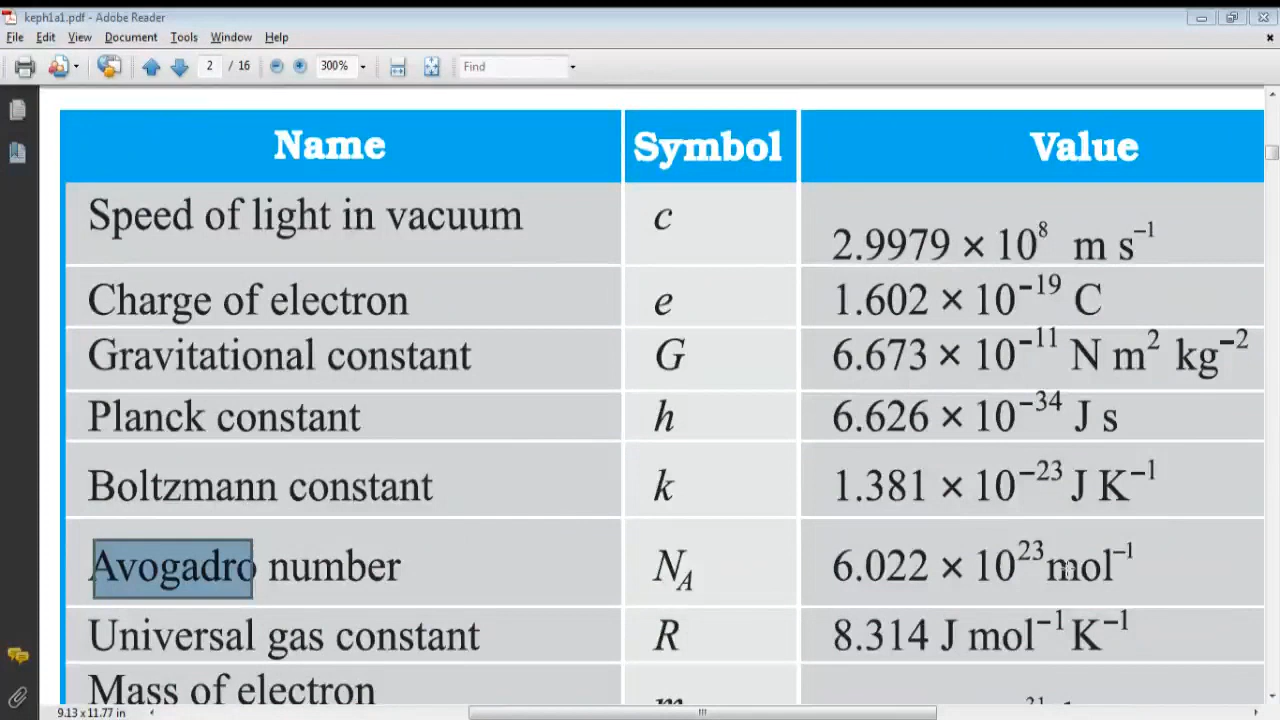 keph1a1.pdf - Adobe Reader
File Edit View Document Tools Window Help
2 / 16 300% Find
Name Symbol Value
Speed of light in vacuum c 2.9979 × 10⁸ m s⁻¹
Charge of electron e 1.602 × 10⁻¹⁹ C
Gravitational constant G 6.673 × 10⁻¹¹ N m² kg⁻²
Planck constant h 6.626 × 10⁻³⁴ J s
Boltzmann constant k 1.381 × 10⁻²³ J K⁻¹
Avogadro number N_A 6.022 × 10²³mol⁻¹
Universal gas constant R 8.314 J mol⁻¹K⁻¹
Mass of electron
9.13 x 11.77 in